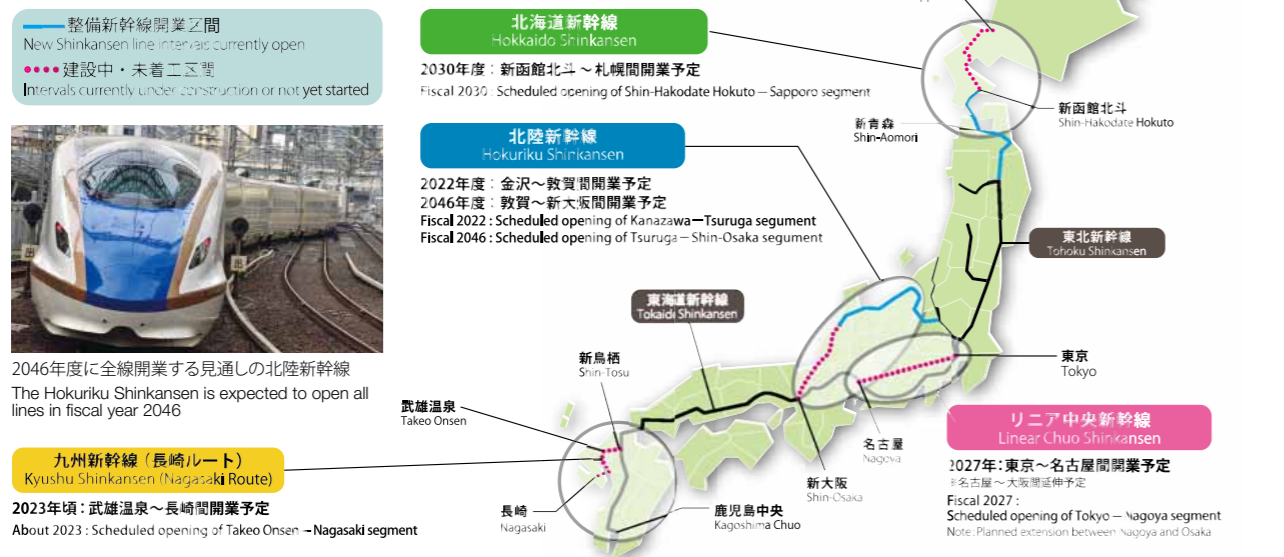 整備新幹線開業区間
New Shinkansen line intervals currently open
建設中・未着工区間
Intervals currently under construction or not yet started
2046年度に全線開業する見通しの北陸新幹線
The Hokuriku Shinkansen is expected to open all
lines in fiscal year 2046
九州新幹線（長崎ルート）
Kyushu Shinkansen (Nagasaki Route)
2023年頃：武雄温泉～長崎間開業予定
About 2023 : Scheduled opening of Takeo Onsen – Nagasaki segment
北海道新幹線
Hokkaido Shinkansen
2030年度：新函館北斗～札幌間開業予定
Fiscal 2030 : Scheduled opening of Shin-Hakodate Hokuto – Sapporo segment
北陸新幹線
Hokuriku Shinkansen
2022年度：金沢～敦賀間開業予定
2046年度：敦賀～新大阪間開業予定
Fiscal 2022 : Scheduled opening of Kanazawa–Tsuruga segument
Fiscal 2046 : Scheduled opening of Tsuruga – Shin-Osaka segument
新函館北斗
Shin-Hakodate Hokuto
新青森
Shin-Aomori
東北新幹線
Tohoku Shinkansen
東海道新幹線
Tokaido Shinkansen
新鳥栖
Shin-Tosu
武雄温泉
Takeo Onsen
東京
Tokyo
名古屋
Nagoya
新大阪
Shin-Osaka
長崎
Nagasaki
鹿児島中央
Kagoshima Chuo
リニア中央新幹線
Linear Chuo Shinkansen
2027年：東京～名古屋間開業予定
※名古屋～大阪間延伸予定
Fiscal 2027 :
Scheduled opening of Tokyo – Nagoya segment
Note : Planned extension between Nagoya and Osaka